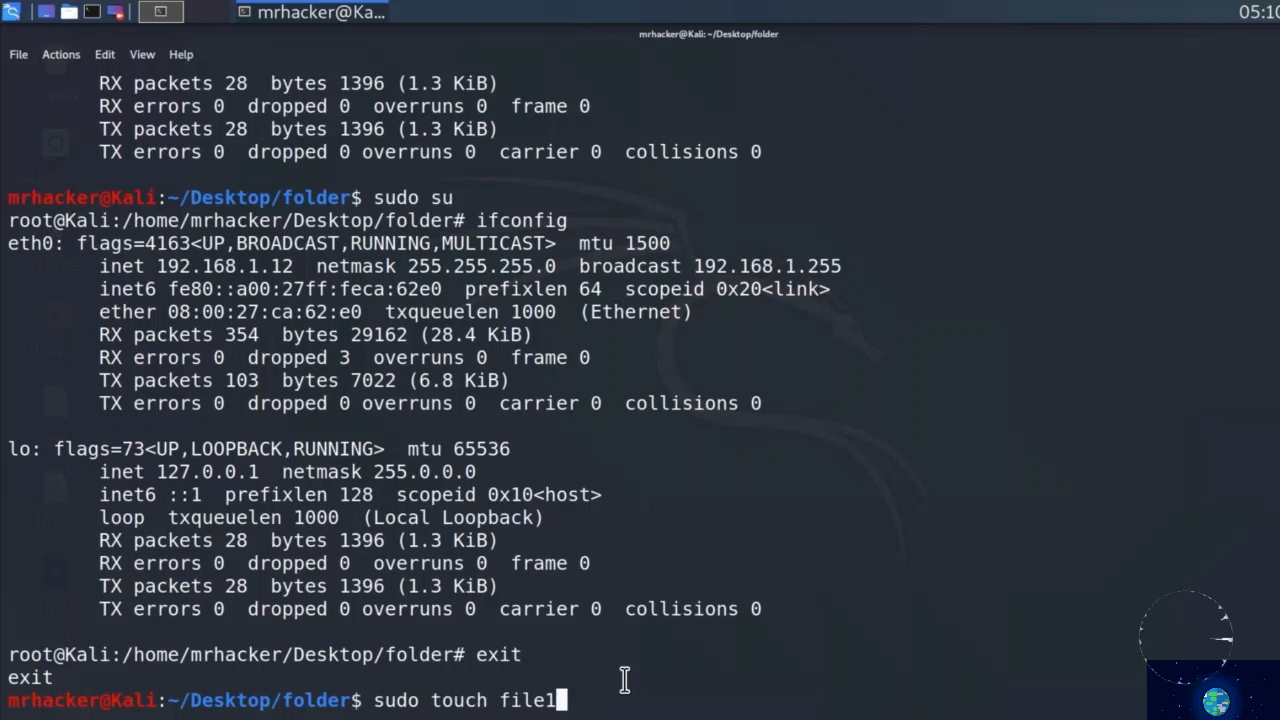 mrhacker@Ka...
05:10
mrhacker@Kali: ~/Desktop/folder
File Actions Edit View Help
RX packets 28  bytes 1396 (1.3 KiB)
RX errors 0  dropped 0  overruns 0  frame 0
TX packets 28  bytes 1396 (1.3 KiB)
TX errors 0  dropped 0 overruns 0  carrier 0  collisions 0
mrhacker@Kali:~/Desktop/folder$ sudo su
root@Kali:/home/mrhacker/Desktop/folder# ifconfig
eth0: flags=4163<UP,BROADCAST,RUNNING,MULTICAST>  mtu 1500
inet 192.168.1.12  netmask 255.255.255.0  broadcast 192.168.1.255
inet6 fe80::a00:27ff:feca:62e0  prefixlen 64  scopeid 0x20<link>
ether 08:00:27:ca:62:e0  txqueuelen 1000  (Ethernet)
RX packets 354  bytes 29162 (28.4 KiB)
RX errors 0  dropped 3  overruns 0  frame 0
TX packets 103  bytes 7022 (6.8 KiB)
TX errors 0  dropped 0 overruns 0  carrier 0  collisions 0
lo: flags=73<UP,LOOPBACK,RUNNING>  mtu 65536
inet 127.0.0.1  netmask 255.0.0.0
inet6 ::1  prefixlen 128  scopeid 0x10<host>
loop  txqueuelen 1000  (Local Loopback)
RX packets 28  bytes 1396 (1.3 KiB)
RX errors 0  dropped 0  overruns 0  frame 0
TX packets 28  bytes 1396 (1.3 KiB)
TX errors 0  dropped 0 overruns 0  carrier 0  collisions 0
root@Kali:/home/mrhacker/Desktop/folder# exit
exit
mrhacker@Kali:~/Desktop/folder$ sudo touch file1